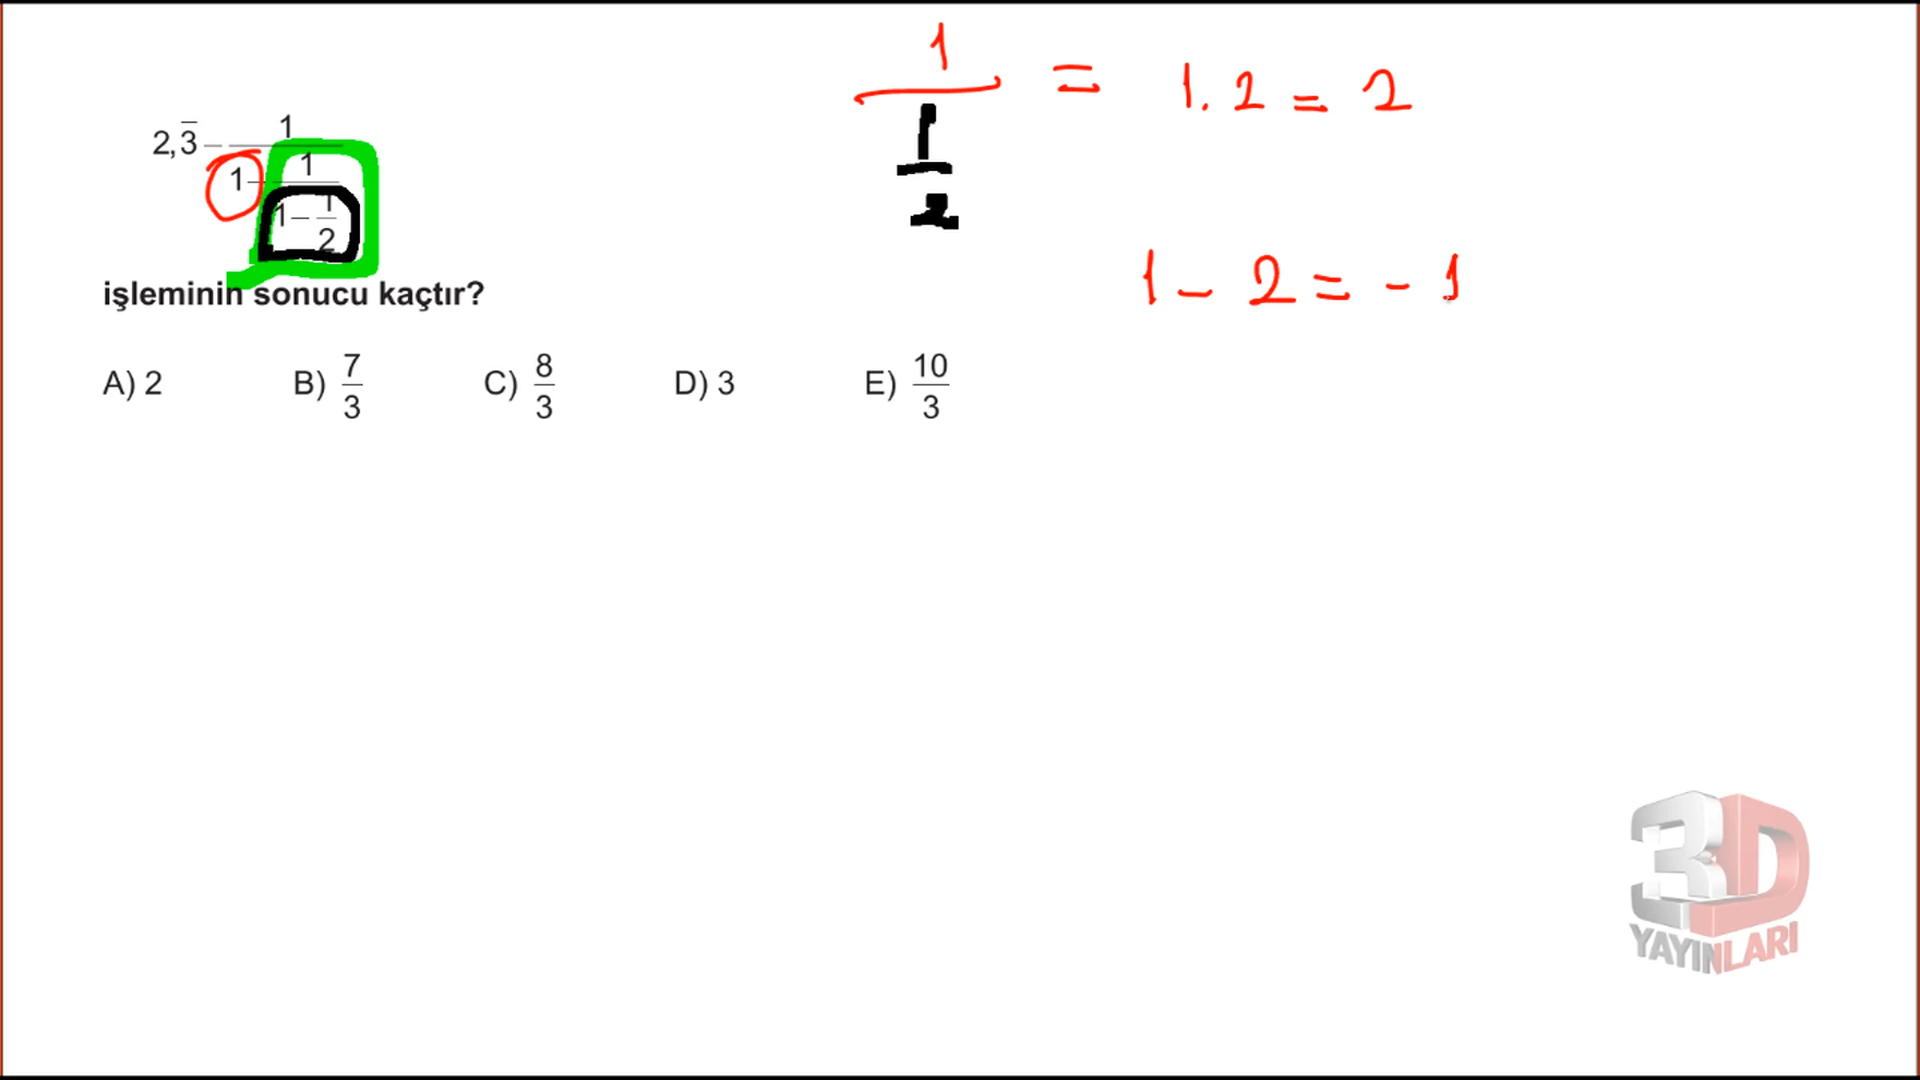 2,3̅ – 1
1 – 1
1 – 1
2
işleminin sonucu kaçtır?
A) 2 B) 7/3 C) 8/3 D) 3 E) 10/3
1
1
2
= 1.2 = 2
1 - 2 = -1
3D
YAYINLARI